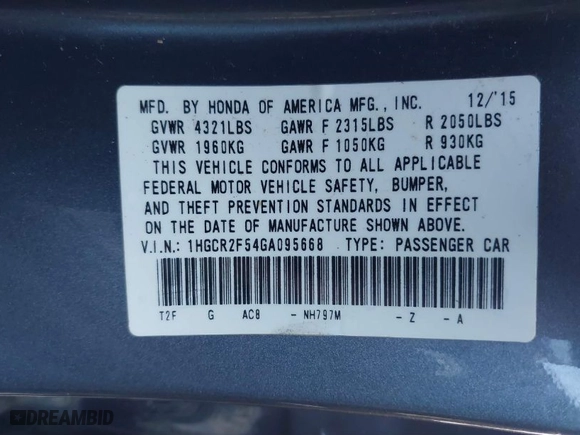 MFD. BY HONDA OF AMERICA MFG., INC. 12/'15
GVWR 4321LBS GAWR F 2315LBS R 2050LBS
GVWR 1960KG GAWR F 1050KG R 930KG
THIS VEHICLE CONFORMS TO ALL APPLICABLE
FEDERAL MOTOR VEHICLE SAFETY, BUMPER,
AND THEFT PREVENTION STANDARDS IN EFFECT
ON THE DATE OF MANUFACTURE SHOWN ABOVE.
V.I.N.: 1HGCR2F54GA095668 TYPE: PASSENGER CAR
T2F G AC8 - NH797M - Z - A
DREAMBID